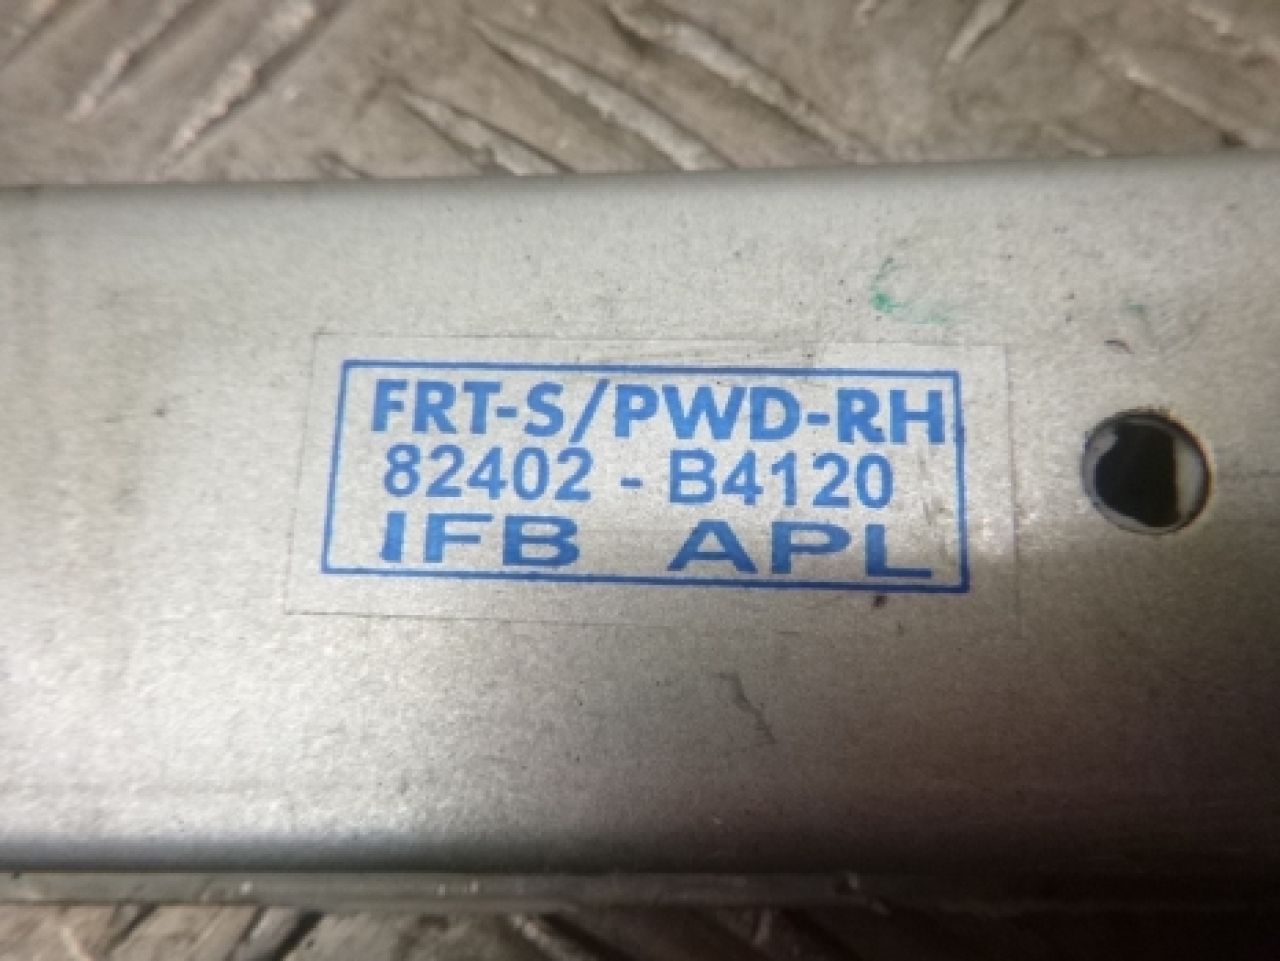 FRT-S/PWD-RH
82402 - B4120
IFB APL